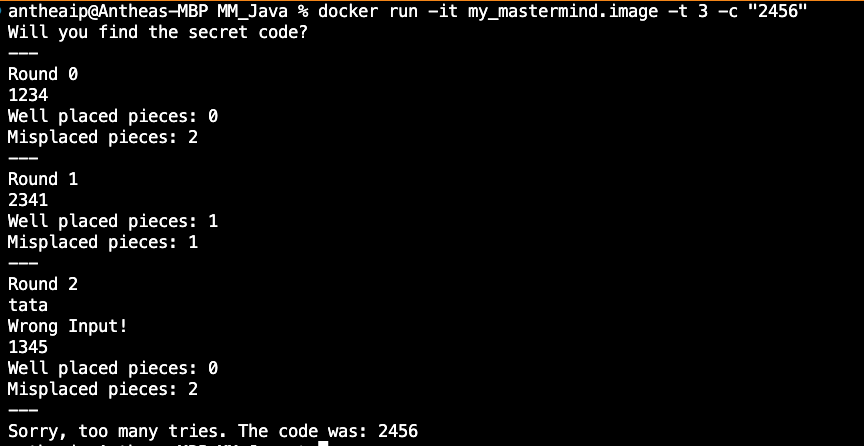 antheaip@Antheas-MBP MM_Java % docker run -it my_mastermind.image -t 3 -c "2456"
Will you find the secret code?
---
Round 0
1234
Well placed pieces: 0
Misplaced pieces: 2
---
Round 1
2341
Well placed pieces: 1
Misplaced pieces: 1
---
Round 2
tata
Wrong Input!
1345
Well placed pieces: 0
Misplaced pieces: 2
---
Sorry, too many tries. The code was: 2456